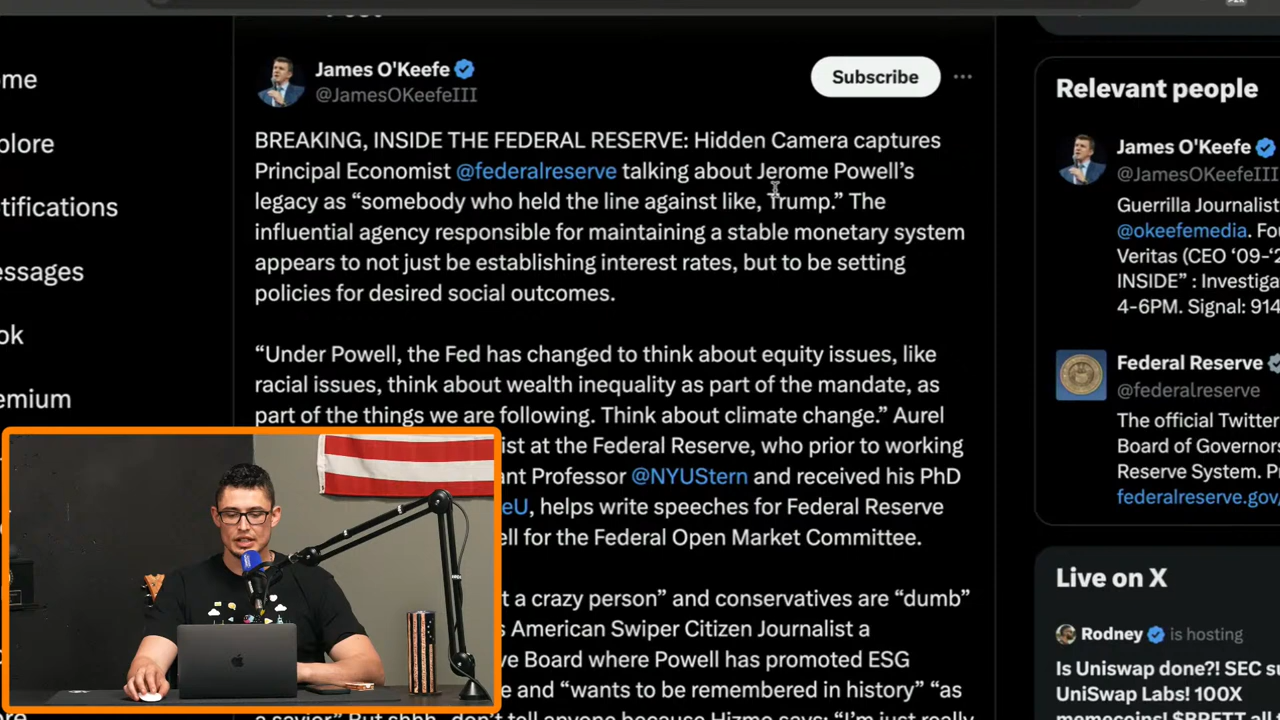 ome
plore
tifications
ssages
ok
emium
James O'Keefe
@JamesOKeefeIII
Subscribe
BREAKING, INSIDE THE FEDERAL RESERVE: Hidden Camera captures
Principal Economist @federalreserve talking about Jerome Powell's
legacy as “somebody who held the line against like, Trump.” The
influential agency responsible for maintaining a stable monetary system
appears to not just be establishing interest rates, but to be setting
policies for desired social outcomes.
“Under Powell, the Fed has changed to think about equity issues, like
racial issues, think about wealth inequality as part of the mandate, as
part of the things we are following. Think about climate change.” Aurel
ist at the Federal Reserve, who prior to working
nt Professor @NYUStern and received his PhD
eU, helps write speeches for Federal Reserve
ell for the Federal Open Market Committee.
t a crazy person” and conservatives are “dumb”
s American Swiper Citizen Journalist a
ve Board where Powell has promoted ESG
e and “wants to be remembered in history” “as
Relevant people
James O'Keefe
@JamesOKeefeIII
Guerrilla Journalist
@okeefemedia. Fou
Veritas (CEO ‘09-‘2
INSIDE” : Investiga
4-6PM. Signal: 914
Federal Reserve
@federalreserve
The official Twitter
Board of Governors
Reserve System. P
federalreserve.gov
Live on X
Rodney is hosting
Is Uniswap done?! SEC su
UniSwap Labs! 100X